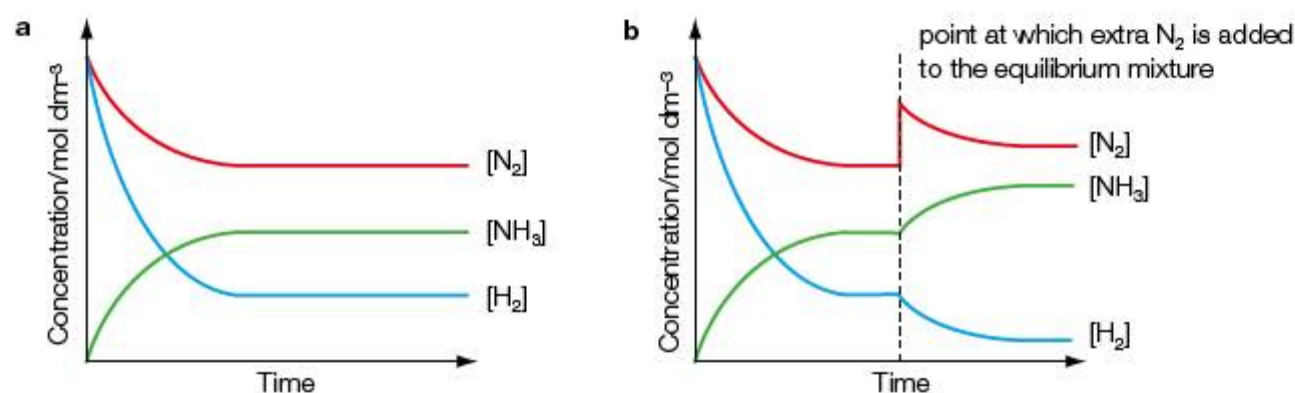 a
Concentration/mol dm⁻³
[N₂]
[NH₃]
[H₂]
Time
b
point at which extra N₂ is added
to the equilibrium mixture
Concentration/mol dm⁻³
[N₂]
[NH₃]
[H₂]
Time